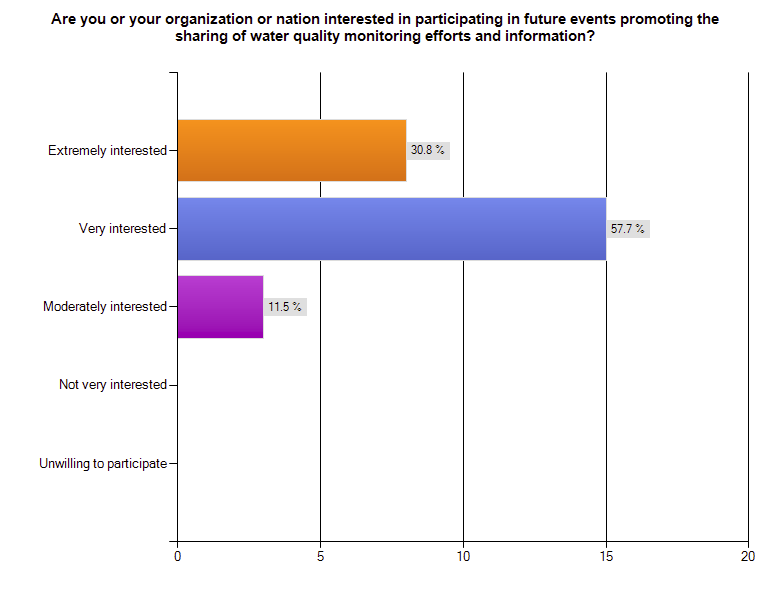 Are you or your organization or nation interested in participating in future events promoting the
sharing of water quality monitoring efforts and information?
Extremely interested
30.8 %
Very interested
57.7 %
Moderately interested
11.5 %
Not very interested
Unwilling to participate
0 5 10 15 20